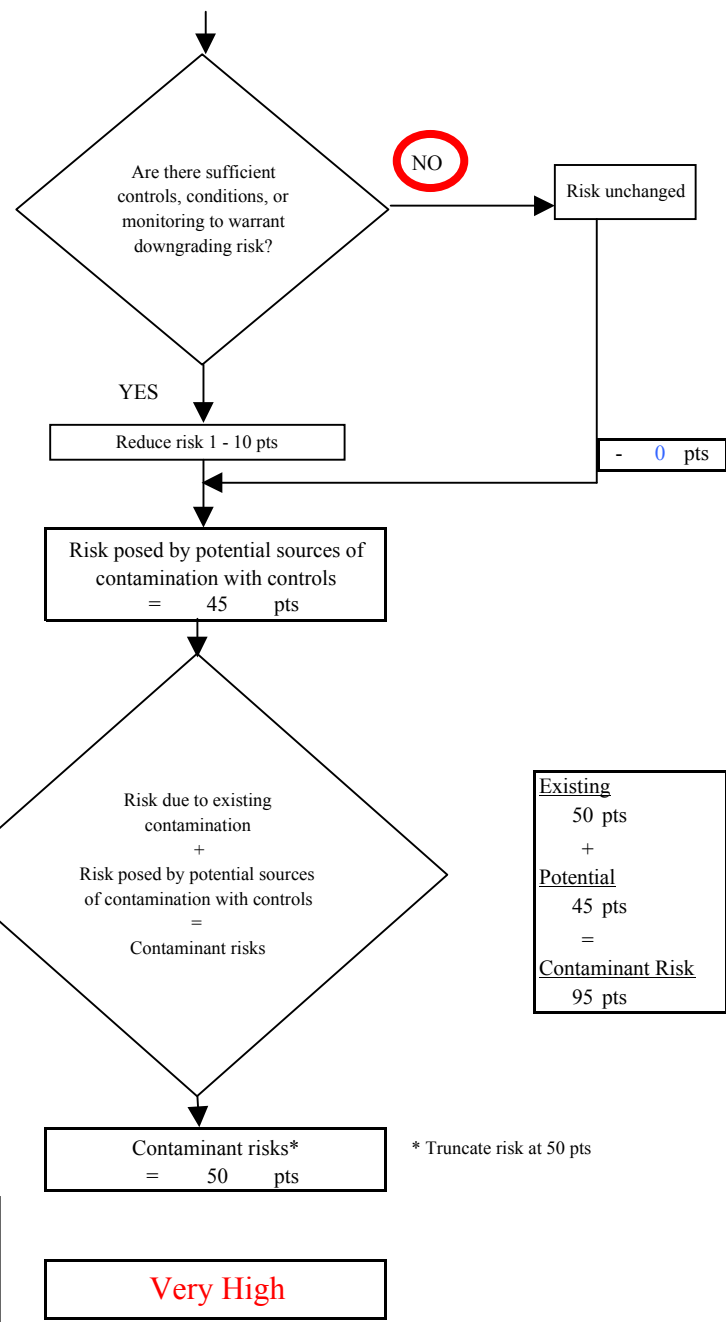 Are there sufficient
controls, conditions, or
monitoring to warrant
downgrading risk?
NO
Risk unchanged
YES
Reduce risk 1 - 10 pts
- 0 pts
Risk posed by potential sources of
contamination with controls
= 45 pts
Risk due to existing
contamination
+
Risk posed by potential sources
of contamination with controls
=
Contaminant risks
Existing
50 pts
+
Potential
45 pts
=
Contaminant Risk
95 pts
Contaminant risks*
= 50 pts
* Truncate risk at 50 pts
Very High